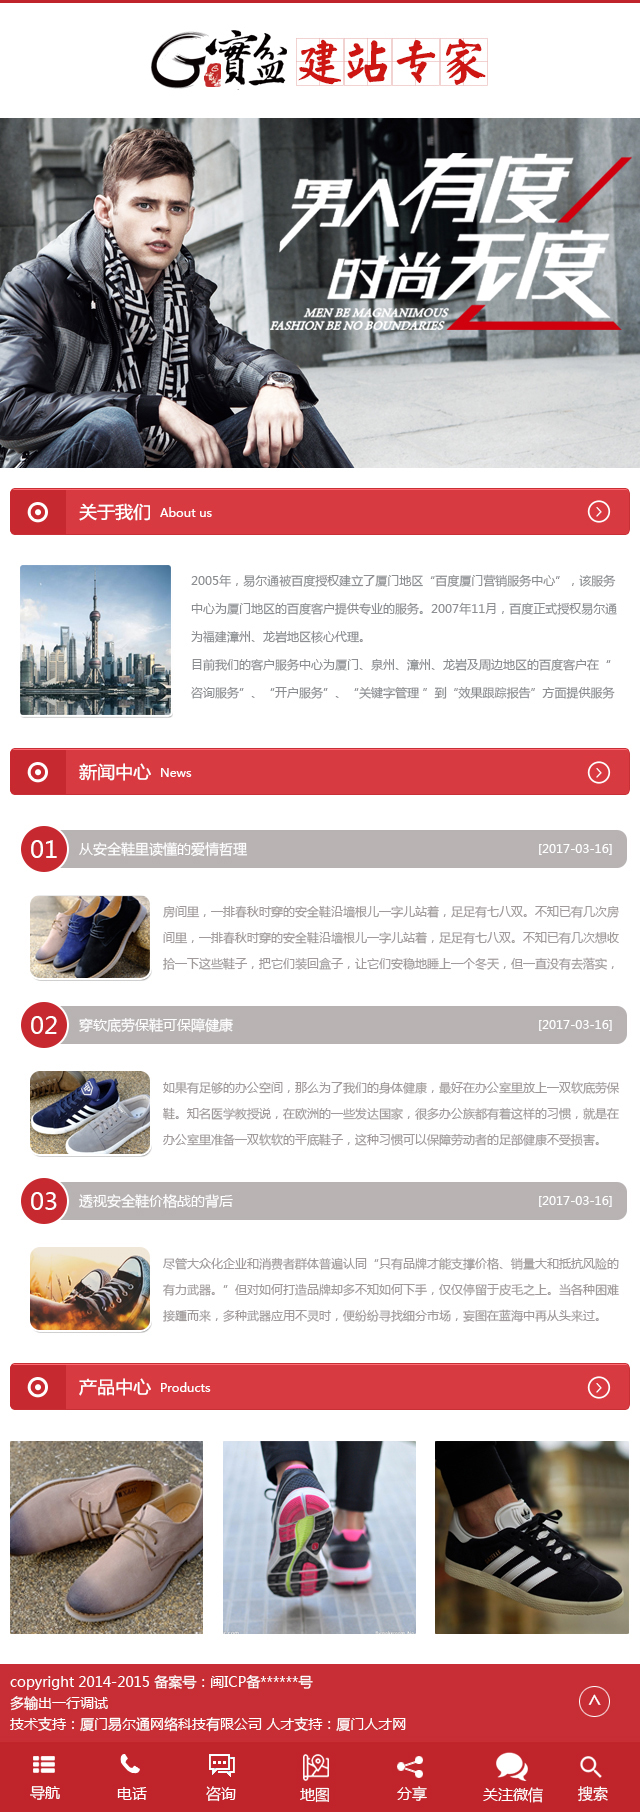 G寶盆 建站专家
男人有度
时尚无度
MEN BE MAGNANIMOUS
FASHION BE NO BOUNDARIES
关于我们 About us
2005年，易尔通被百度授权建立了厦门地区“百度厦门营销服务中心”，该服务
中心为厦门地区的百度客户提供专业的服务。2007年11月，百度正式授权易尔通
为福建漳州、龙岩地区核心代理。
目前我们的客户服务中心为厦门、泉州、漳州、龙岩及周边地区的百度客户在“
咨询服务”、“开户服务”、“关键字管理 ”到“效果跟踪报告”方面提供服务
新闻中心 News
01 从安全鞋里读懂的爱情哲理 [2017-03-16]
房间里，一排春秋时穿的安全鞋沿墙根儿一字儿站着，足足有七八双。不知已有几次房
间里，一排春秋时穿的安全鞋沿墙根儿一字儿站着，足足有七八双。不知已有几次想收
拾一下这些鞋子，把它们装回盒子，让它们安稳地睡上一个冬天，但一直没有去落实，
02 穿软底劳保鞋可保障健康 [2017-03-16]
如果有足够的办公空间，那么为了我们的身体健康，最好在办公室里放上一双软底劳保
鞋。知名医学教授说，在欧洲的一些发达国家，很多办公族都有着这样的习惯，就是在
办公室里准备一双软软的平底鞋子，这种习惯可以保障劳动者的足部健康不受损害。
03 透视安全鞋价格战的背后 [2017-03-16]
尽管大众化企业和消费者群体普遍认同“只有品牌才能支撑价格、销量大和抵抗风险的
有力武器。”但对如何打造品牌却多不知如何下手，仅仅停留于皮毛之上。当各种困难
接踵而来，多种武器应用不灵时，便纷纷寻找细分市场，妄图在蓝海中再从头来过。
产品中心 Products
copyright 2014-2015 备案号：闽ICP备******号
多输出一行调试
技术支持：厦门易尔通网络科技有限公司 人才支持：厦门人才网
导航 电话 咨询 地图 分享 关注微信 搜索